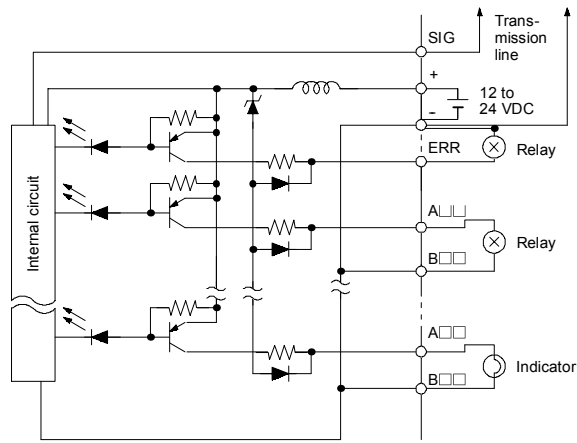 SIG
Trans-
mission
line
+
12 to
24 VDC
−
ERR
Relay
Internal circuit
A□□
Relay
B□□
A□□
Indicator
B□□